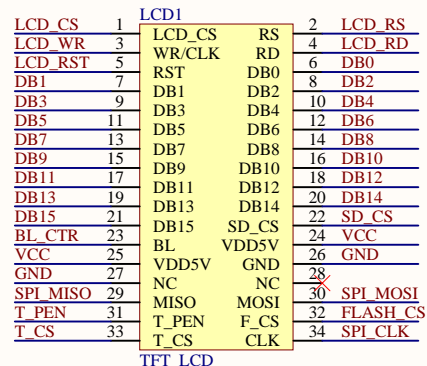 LCD1
LCD_CS 1 LCD_CS RS 2 LCD_RS
LCD_WR 3 WR/CLK RD 4 LCD_RD
LCD_RST 5 RST DB0 6 DB0
DB1 7 DB1 DB2 8 DB2
DB3 9 DB3 DB4 10 DB4
DB5 11 DB5 DB6 12 DB6
DB7 13 DB7 DB8 14 DB8
DB9 15 DB9 DB10 16 DB10
DB11 17 DB11 DB12 18 DB12
DB13 19 DB13 DB14 20 DB14
DB15 21 DB15 SD_CS 22 SD_CS
BL_CTR 23 BL VDD5V 24 VCC
VCC 25 VDD5V GND 26 GND
GND 27 NC NC 28
SPI_MISO 29 MISO MOSI 30 SPI_MOSI
T_PEN 31 T_PEN F_CS 32 FLASH_CS
T_CS 33 T_CS CLK 34 SPI_CLK
TFT_LCD